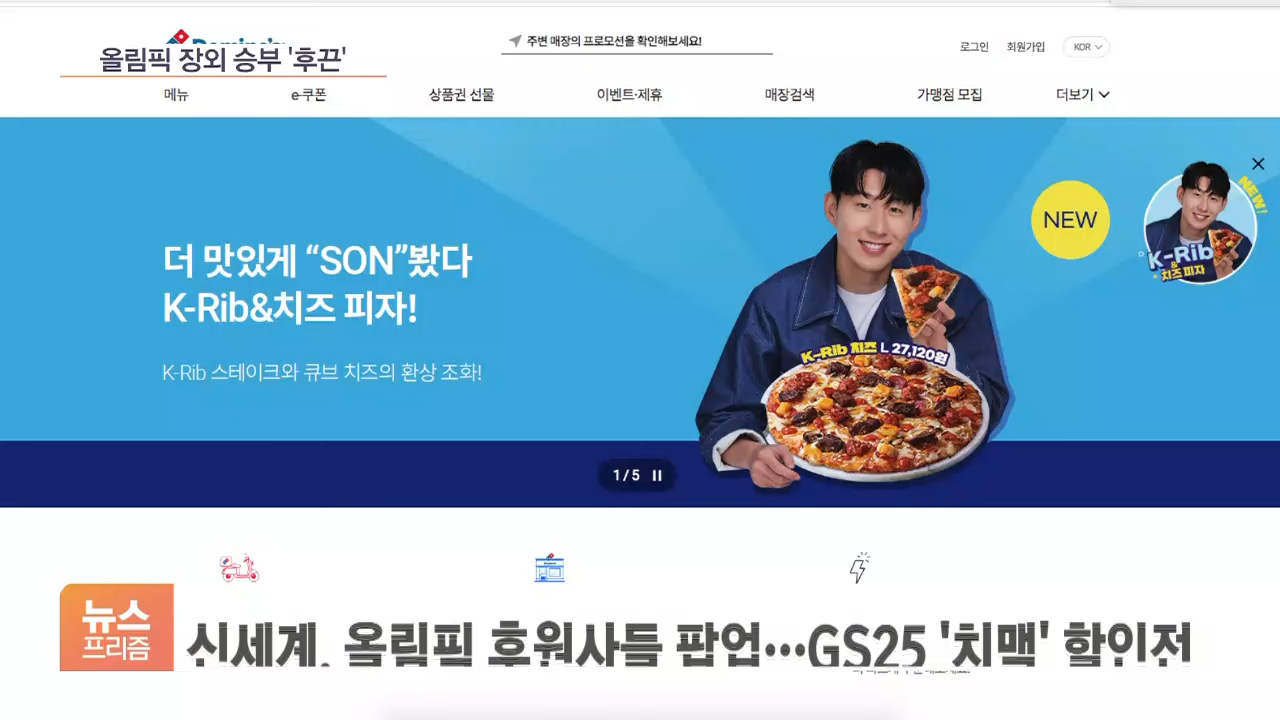 Domino's
올림픽 장외 승부 '후끈'
주변 매장의 프로모션을 확인해보세요!
로그인
회원가입
KOR
메뉴
e-쿠폰
상품권 선물
이벤트·제휴
매장검색
가맹점 모집
더보기
더 맛있게 “SON”봤다
K-Rib&치즈 피자!
K-Rib 스테이크와 큐브 치즈의 환상 조화!
K-Rib 치즈 L 27,120원
NEW
NEW!
K-Rib
&
치즈 피자
1/5
뉴스
프리즘
신세계, 올림픽 후원사들 팝업…GS25 '치맥' 할인전